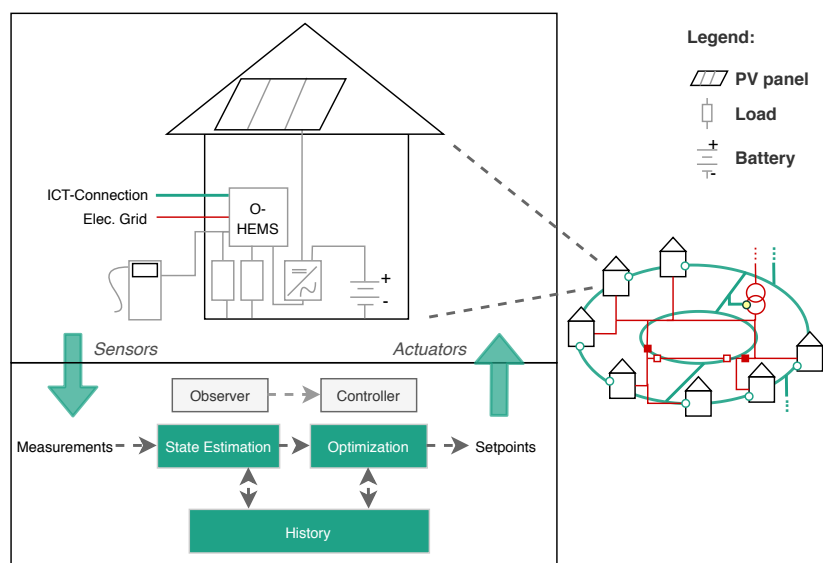 Legend:
PV panel
Load
+
Battery
-
ICT-Connection
Elec. Grid
O-
HEMS
+
-
Sensors
Actuators
Observer
Controller
Measurements
State Estimation
Optimization
Setpoints
History